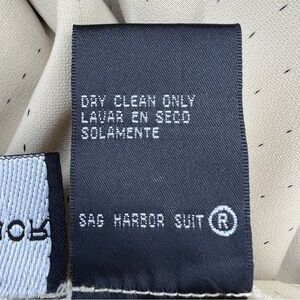 DRY CLEAN ONLY
LAVAR EN SECO
SOLAMENTE
SAG HARBOR SUIT ®